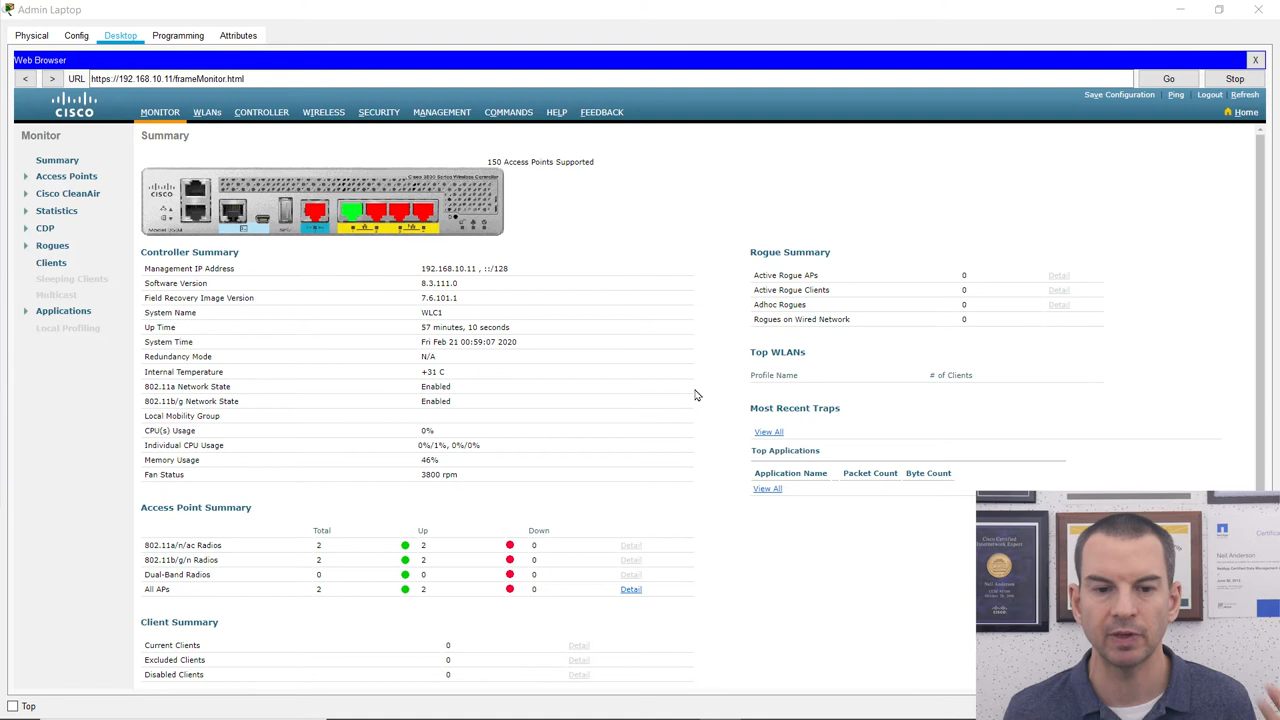 Admin Laptop
Physical Config Desktop Programming Attributes
Web Browser X
< > URL https://192.168.10.11/frameMonitor.html Go Stop
Save Configuration Ping Logout Refresh
CISCO MONITOR WLANs CONTROLLER WIRELESS SECURITY MANAGEMENT COMMANDS HELP FEEDBACK Home
Monitor
Summary
Access Points
Cisco CleanAir
Statistics
CDP
Rogues
Clients
Sleeping Clients
Multicast
Applications
Local Profiling
Summary
150 Access Points Supported
CISCO
Controller Summary
Management IP Address 192.168.10.11 , ::/128
Software Version 8.3.111.0
Field Recovery Image Version 7.6.101.1
System Name WLC1
Up Time 57 minutes, 10 seconds
System Time Fri Feb 21 00:59:07 2020
Redundancy Mode N/A
Internal Temperature +31 C
802.11a Network State Enabled
802.11b/g Network State Enabled
Local Mobility Group
CPU(s) Usage 0%
Individual CPU Usage 0%/1%, 0%/0%
Memory Usage 46%
Fan Status 3800 rpm
Access Point Summary
Total Up Down
802.11a/n/ac Radios 2 2 0 Detail
802.11b/g/n Radios 2 2 0 Detail
Dual-Band Radios 0 0 0 Detail
All APs 2 2 0 Detail
Client Summary
Current Clients 0 Detail
Excluded Clients 0 Detail
Disabled Clients 0 Detail
Rogue Summary
Active Rogue APs 0 Detail
Active Rogue Clients 0 Detail
Adhoc Rogues 0 Detail
Rogues on Wired Network 0
Top WLANs
Profile Name # of Clients
Most Recent Traps
View All
Top Applications
Application Name Packet Count Byte Count
View All
Neil Anderson
Top